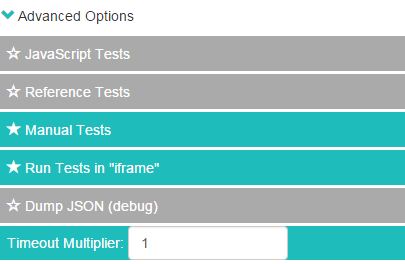 Advanced Options
JavaScript Tests
Reference Tests
Manual Tests
Run Tests in "iframe"
Dump JSON (debug)
Timeout Multiplier: 1